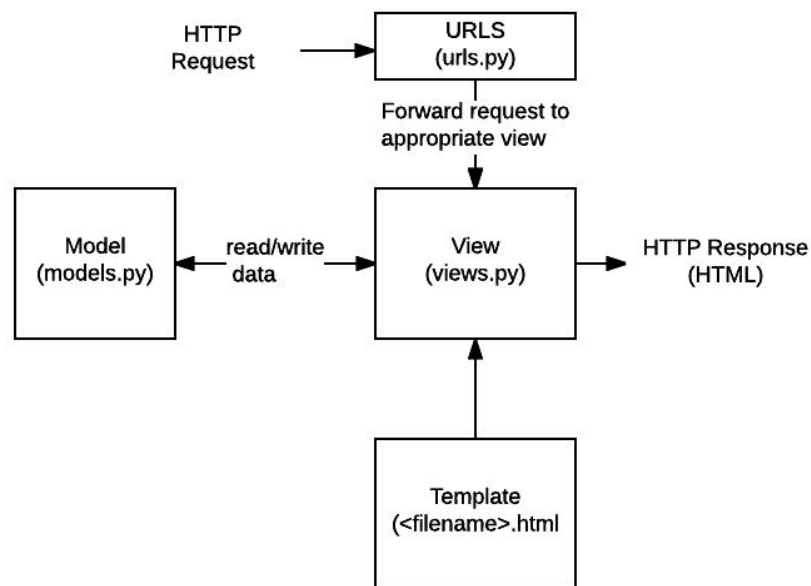 HTTP
Request
URLS
(urls.py)
Forward request to
appropriate view
Model
(models.py)
read/write
data
View
(views.py)
HTTP Response
(HTML)
Template
(<filename>.html